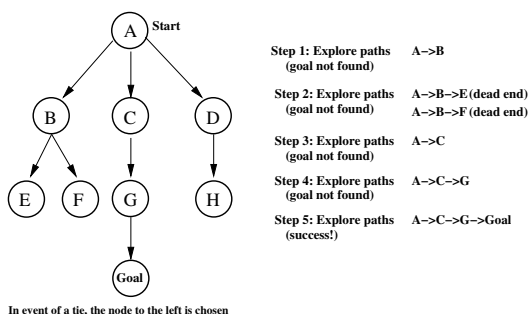 A
Start
B
C
D
E
F
G
H
Goal
In event of a tie, the node to the left is chosen
Step 1: Explore paths A->B
(goal not found)
Step 2: Explore paths A->B->E (dead end)
(goal not found) A->B->F (dead end)
Step 3: Explore paths A->C
(goal not found)
Step 4: Explore paths A->C->G
(goal not found)
Step 5: Explore paths A->C->G->Goal
(success!)